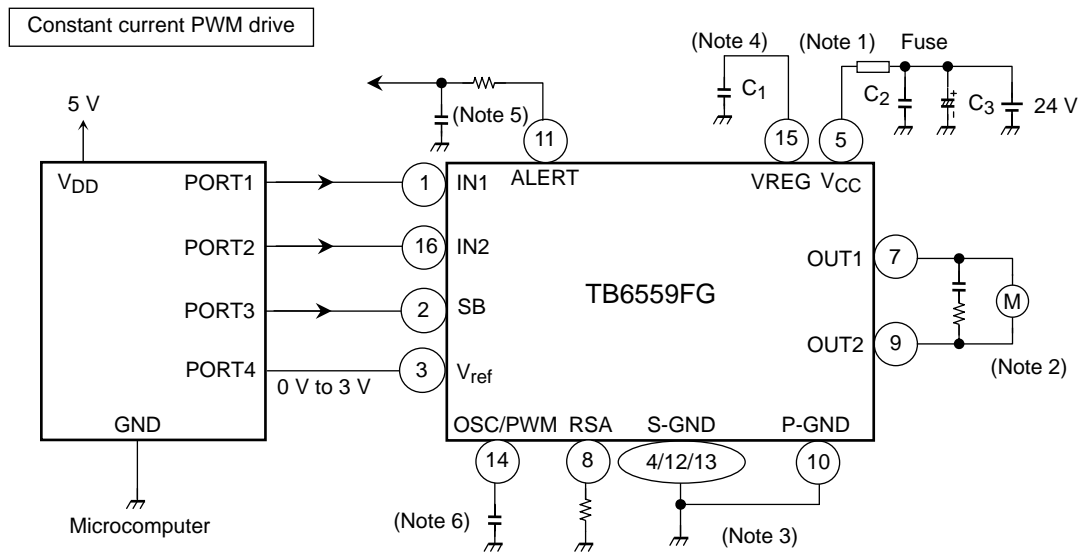 Constant current PWM drive
(Note 4)
(Note 1)
Fuse
C1
C2
C3
24 V
5 V
(Note 5)
11
15
5
VDD
PORT1
1
IN1
ALERT
VREG
VCC
PORT2
16
IN2
OUT1
7
TB6559FG
M
PORT3
2
SB
OUT2
9
(Note 2)
PORT4
0 V to 3 V
3
Vref
GND
OSC/PWM
RSA
S-GND
P-GND
14
8
4/12/13
10
Microcomputer
(Note 6)
(Note 3)